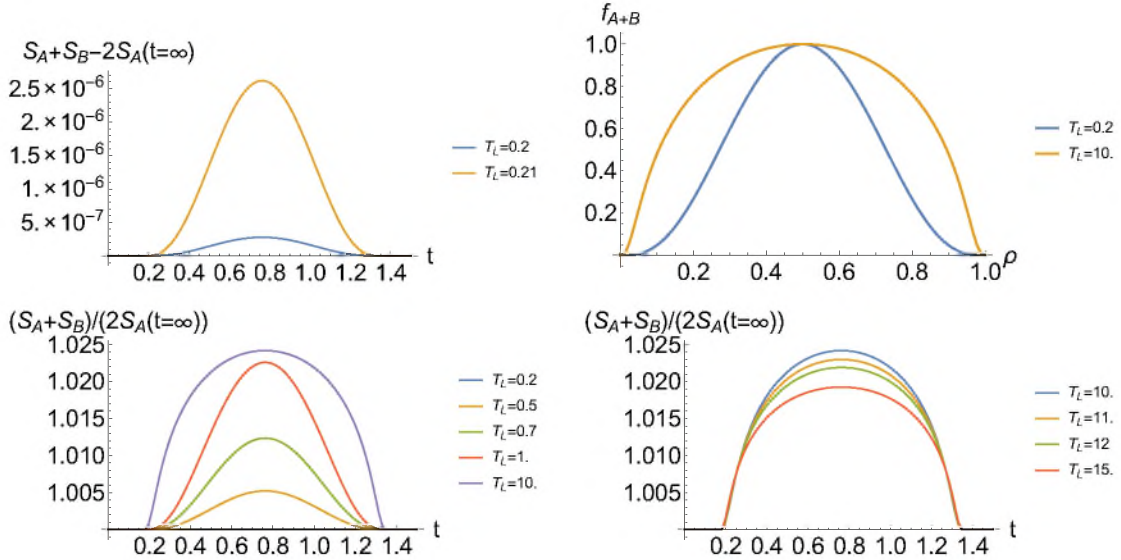 S_A+S_B−2S_A(t=∞)
2.5×10⁻⁶
2.×10⁻⁶
1.5×10⁻⁶
1.×10⁻⁶
5.×10⁻⁷
0.2 0.4 0.6 0.8 1.0 1.2 1.4 t
T_L=0.2
T_L=0.21
f_{A+B}
1.0
0.8
0.6
0.4
0.2
0.2 0.4 0.6 0.8 1.0 ρ
T_L=0.2
T_L=10.
(S_A+S_B)/(2S_A(t=∞))
1.025
1.020
1.015
1.010
1.005
0.2 0.4 0.6 0.8 1.0 1.2 1.4 t
T_L=0.2
T_L=0.5
T_L=0.7
T_L=1.
T_L=10.
(S_A+S_B)/(2S_A(t=∞))
1.025
1.020
1.015
1.010
1.005
0.2 0.4 0.6 0.8 1.0 1.2 1.4 t
T_L=10.
T_L=11.
T_L=12
T_L=15.